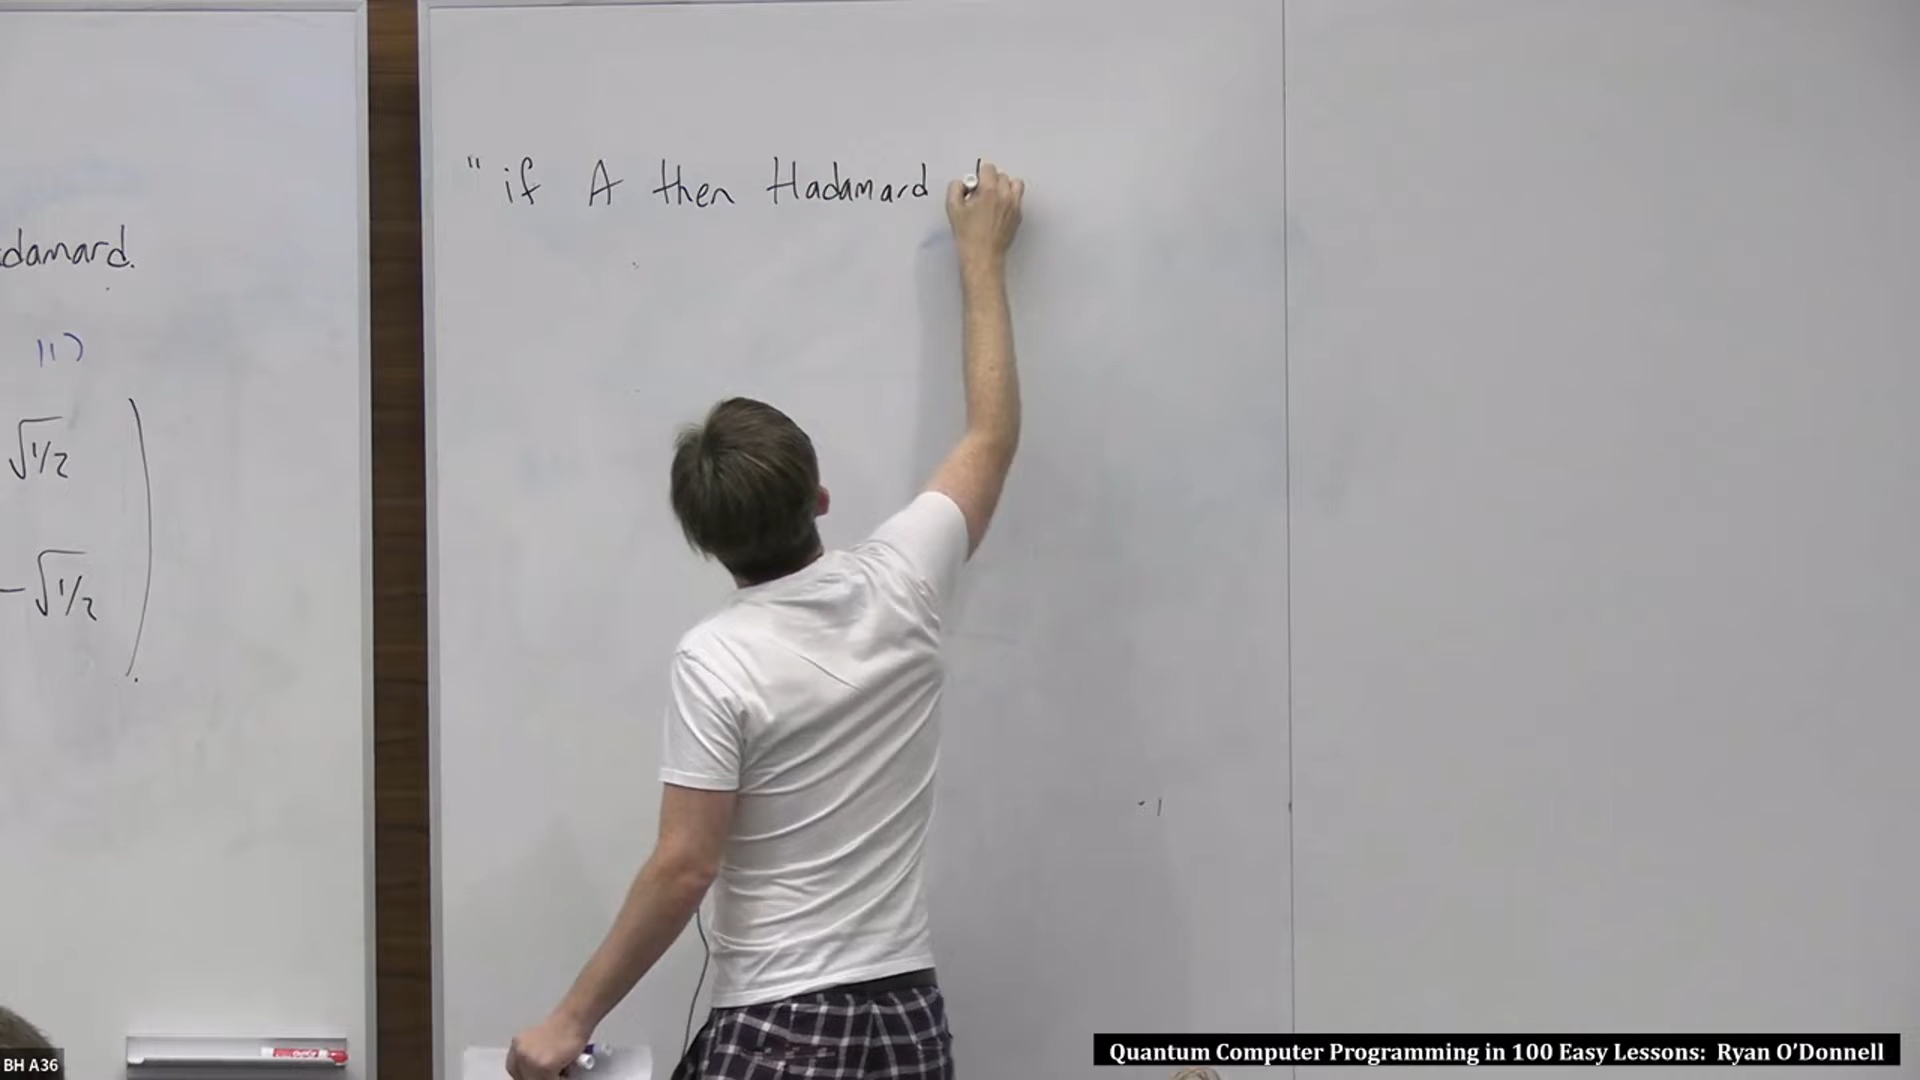 damard.
|1⟩
√1/2
-√1/2
" if A then Hadamard
BH A36
Quantum Computer Programming in 100 Easy Lessons: Ryan O'Donnell